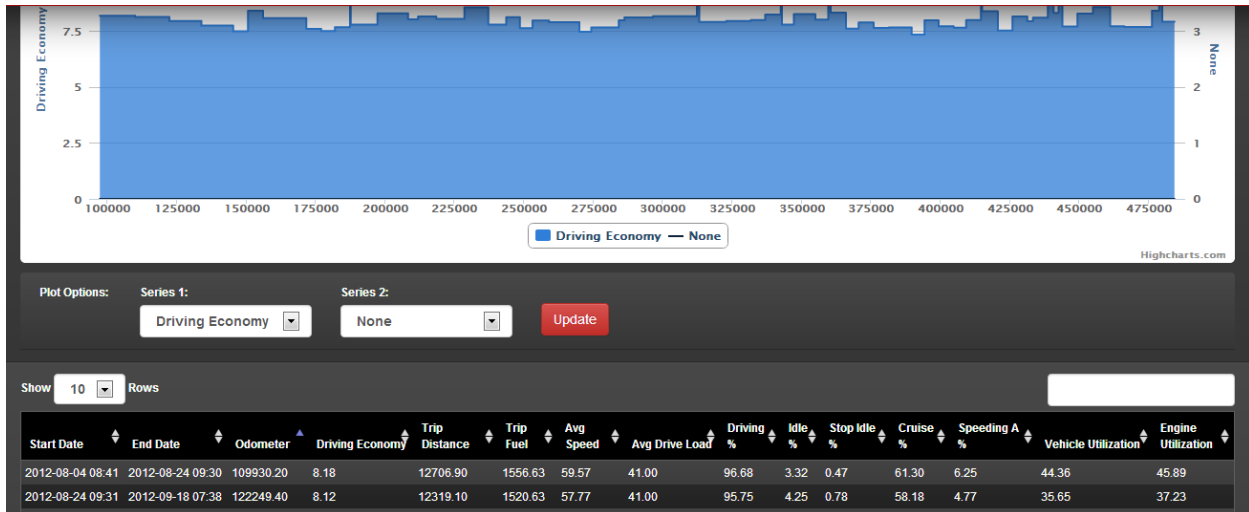 Driving Economy
7.5
5
2.5
0
3
2
1
0
None
100000 125000 150000 175000 200000 225000 250000 275000 300000 325000 350000 375000 400000 425000 450000 475000
Driving Economy — None
Highcharts.com
Plot Options: Series 1: Series 2:
Driving Economy None Update
Show 10 Rows
Start Date End Date Odometer Driving Economy Trip Distance Trip Fuel Avg Speed Avg Drive Load Driving % Idle % Stop Idle % Cruise % Speeding A % Vehicle Utilization Engine Utilization
2012-08-04 08:41 2012-08-24 09:30 109930.20 8.18 12706.90 1556.63 59.57 41.00 96.68 3.32 0.47 61.30 6.25 44.36 45.89
2012-08-24 09:31 2012-09-18 07:38 122249.40 8.12 12319.10 1520.63 57.77 41.00 95.75 4.25 0.78 58.18 4.77 35.65 37.23